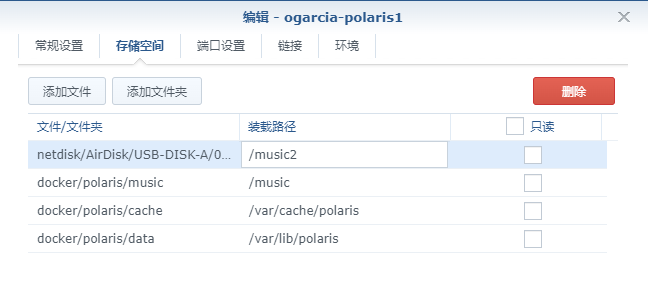 编辑 - ogarcia-polaris1
常规设置 存储空间 端口设置 链接 环境
添加文件 添加文件夹 删除
文件/文件夹 装载路径 只读
netdisk/AirDisk/USB-DISK-A/0... /music2
docker/polaris/music /music
docker/polaris/cache /var/cache/polaris
docker/polaris/data /var/lib/polaris